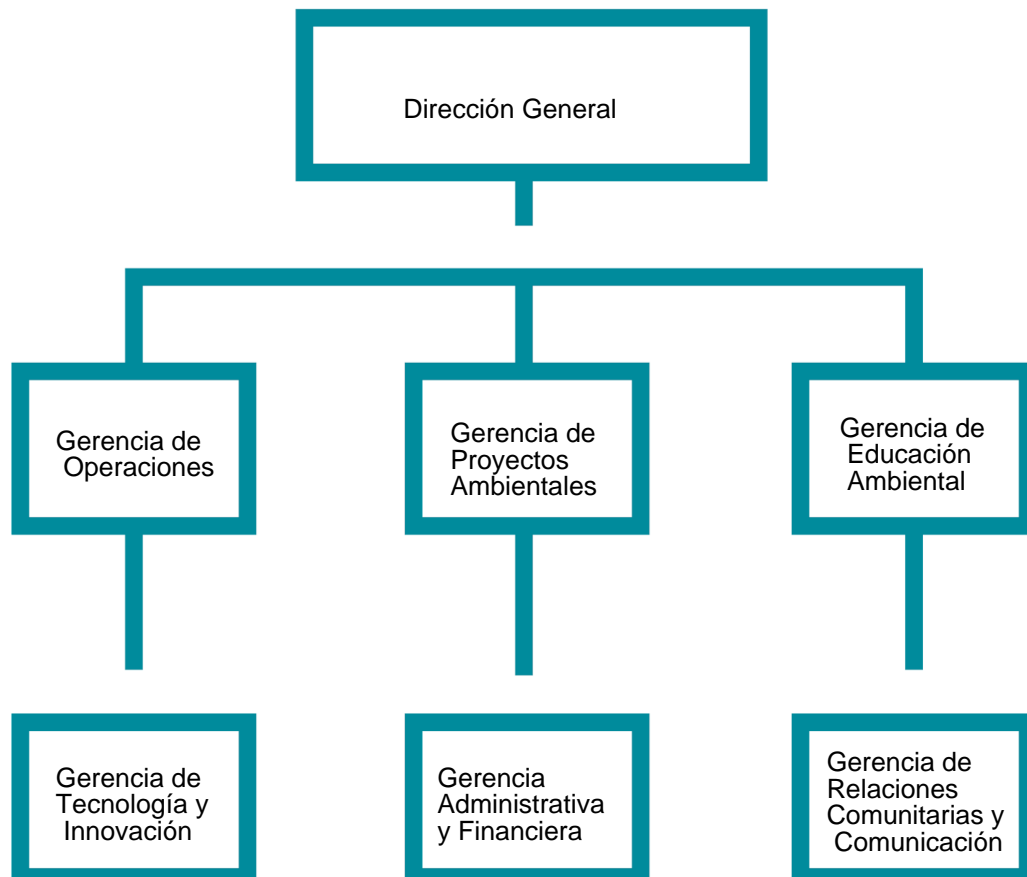 Dirección General
Gerencia de
Operaciones
Gerencia de
Proyectos
Ambientales
Gerencia de
Educación
Ambiental
Gerencia de
Tecnología y
Innovación
Gerencia
Administrativa
y Financiera
Gerencia de
Relaciones
Comunitarias y
Comunicación